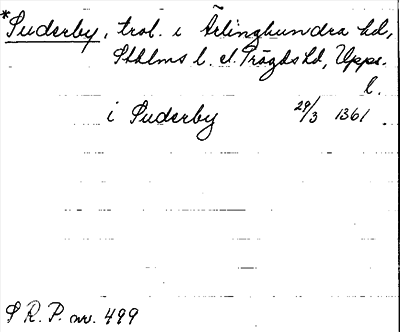 *Suderby, trol. i Ärlinghundra hd,
Sthlms l. el. Trögds hd, Upps.
l.
i Suderby 29/3 1361
S R. P. nr. 499